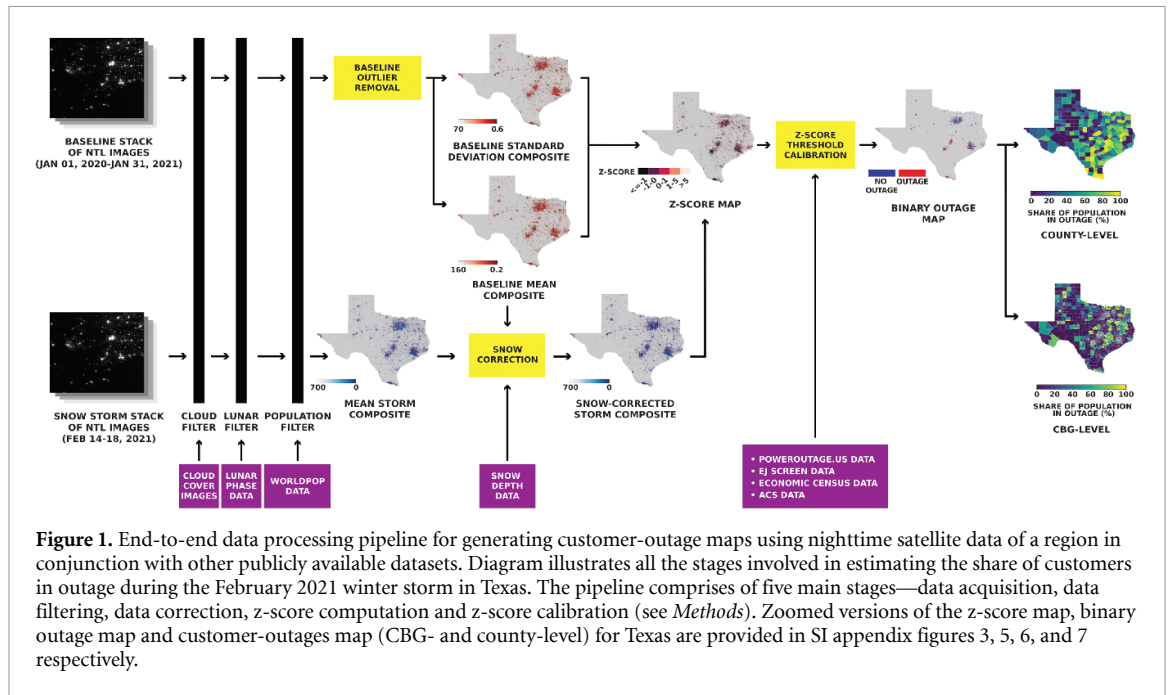 BASELINE STACK
OF NTL IMAGES
(JAN 01, 2020-JAN 31, 2021)
BASELINE
OUTLIER
REMOVAL
70 0.6
BASELINE STANDARD
DEVIATION COMPOSITE
160 0.2
BASELINE MEAN
COMPOSITE
Z-SCORE
<=-1
-1-0
0-1
1-5
>5
Z-SCORE MAP
Z-SCORE
THRESHOLD
CALIBRATION
NO
OUTAGE
OUTAGE
BINARY OUTAGE
MAP
0 20 40 60 80 100
SHARE OF POPULATION
IN OUTAGE (%)
COUNTY-LEVEL
SNOW STORM STACK
OF NTL IMAGES
(FEB 14-18, 2021)
CLOUD
FILTER
LUNAR
FILTER
POPULATION
FILTER
700 0
MEAN STORM
COMPOSITE
SNOW
CORRECTION
700 0
SNOW-CORRECTED
STORM COMPOSITE
0 20 40 60 80 100
SHARE OF POPULATION
IN OUTAGE (%)
CBG-LEVEL
CLOUD
COVER
IMAGES
LUNAR
PHASE
DATA
WORLDPOP
DATA
SNOW
DEPTH
DATA
• POWEROUTAGE.US DATA
• EJ SCREEN DATA
• ECONOMIC CENSUS DATA
• ACS DATA
Figure 1. End-to-end data processing pipeline for generating customer-outage maps using nighttime satellite data of a region in
conjunction with other publicly available datasets. Diagram illustrates all the stages involved in estimating the share of customers
in outage during the February 2021 winter storm in Texas. The pipeline comprises of five main stages—data acquisition, data
filtering, data correction, z-score computation and z-score calibration (see Methods). Zoomed versions of the z-score map, binary
outage map and customer-outages map (CBG- and county-level) for Texas are provided in SI appendix figures 3, 5, 6, and 7
respectively.